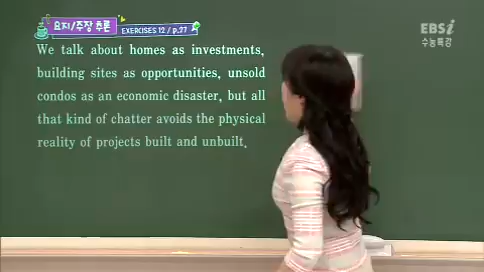 요지/주장 추론
EXERCISES 12 / p.27
EBSi
수능특강
We talk about homes as investments,
building sites as opportunities, unsold
condos as an economic disaster, but all
that kind of chatter avoids the physical
reality of projects built and unbuilt.